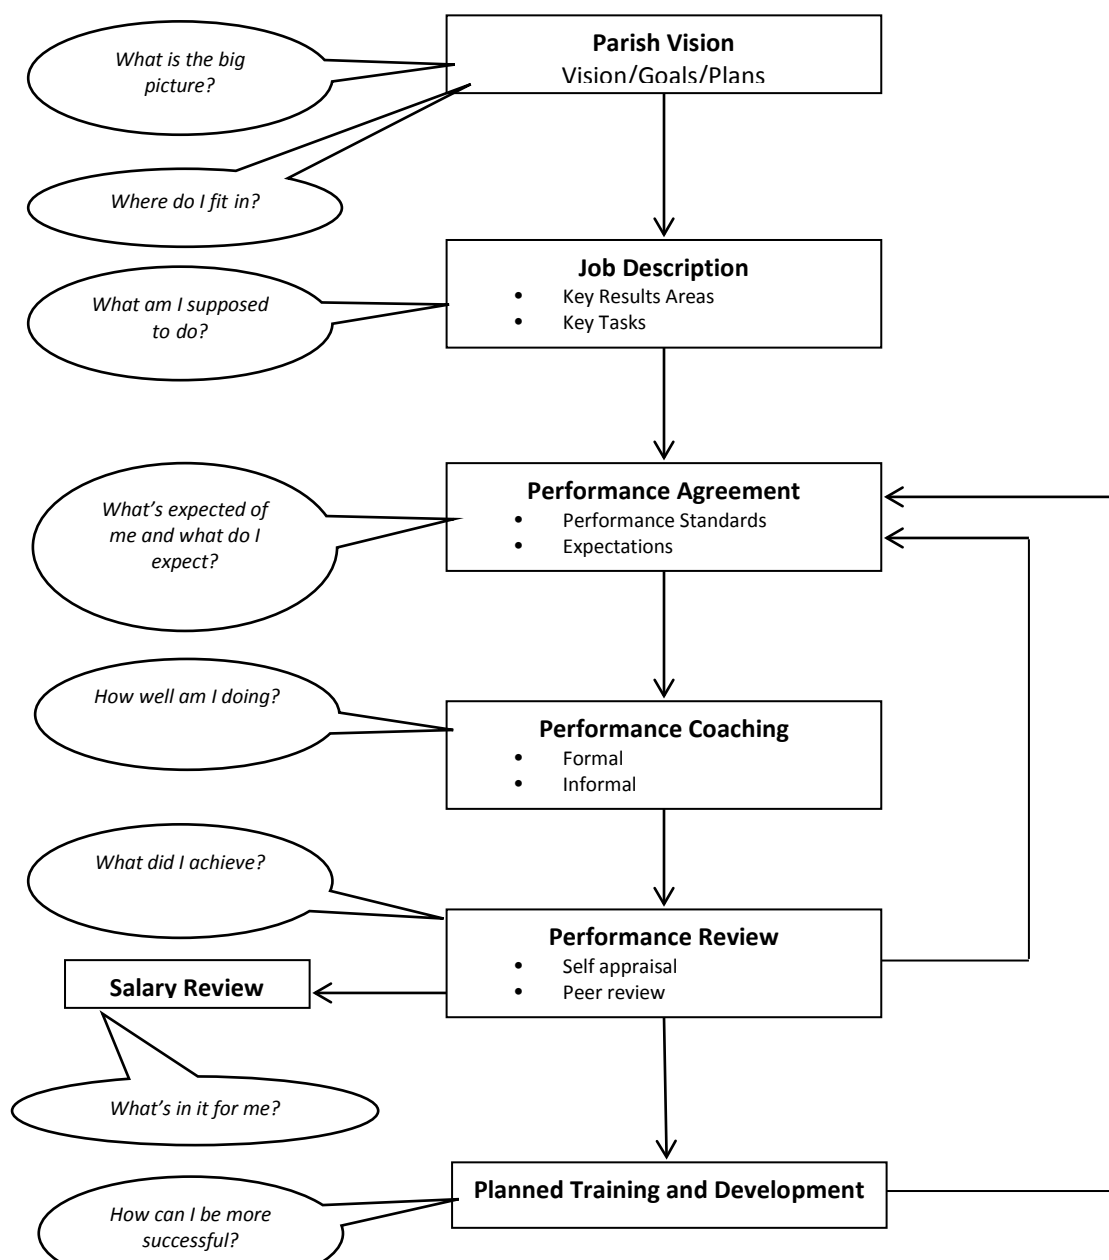 What is the big
picture?
Parish Vision
Vision/Goals/Plans
Where do I fit in?
What am I supposed
to do?
Job Description
• Key Results Areas
• Key Tasks
What's expected of
me and what do I
expect?
Performance Agreement
• Performance Standards
• Expectations
How well am I doing?
Performance Coaching
• Formal
• Informal
What did I achieve?
Performance Review
• Self appraisal
• Peer review
Salary Review
What's in it for me?
Planned Training and Development
How can I be more
successful?